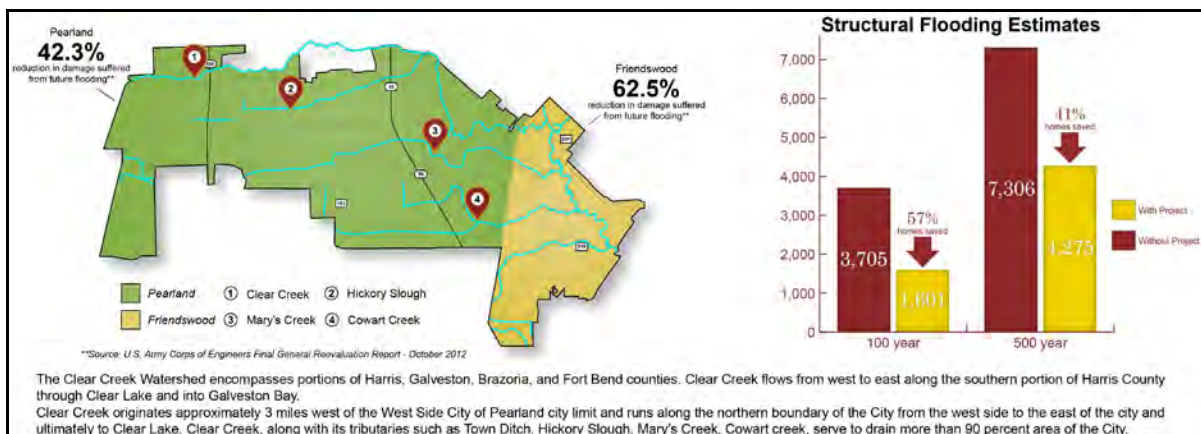 Pearland
42.3%
reduction in damage suffered
from future flooding**
Friendswood
62.5%
reduction in damage suffered
from future flooding**
1
2
3
4
35
518
Pearland
1 Clear Creek
2 Hickory Slough
Friendswood
3 Mary's Creek
4 Cowart Creek
**Source: U.S. Army Corps of Engineers Final General Reevaluation Report - October 2012
Structural Flooding Estimates
7,000
6,000
5,000
4,000
3,000
2,000
1,000
0
3,705
57%
homes saved
1,601
7,306
41%
homes saved
4,275
100 year
500 year
With Project
Without Project
The Clear Creek Watershed encompasses portions of Harris, Galveston, Brazoria, and Fort Bend counties. Clear Creek flows from west to east along the southern portion of Harris County
through Clear Lake and into Galveston Bay.
Clear Creek originates approximately 3 miles west of the West Side City of Pearland city limit and runs along the northern boundary of the City from the west side to the east of the city and
ultimately to Clear Lake. Clear Creek, along with its tributaries such as Town Ditch, Hickory Slough, Mary's Creek, Cowart creek, serve to drain more than 90 percent area of the City.